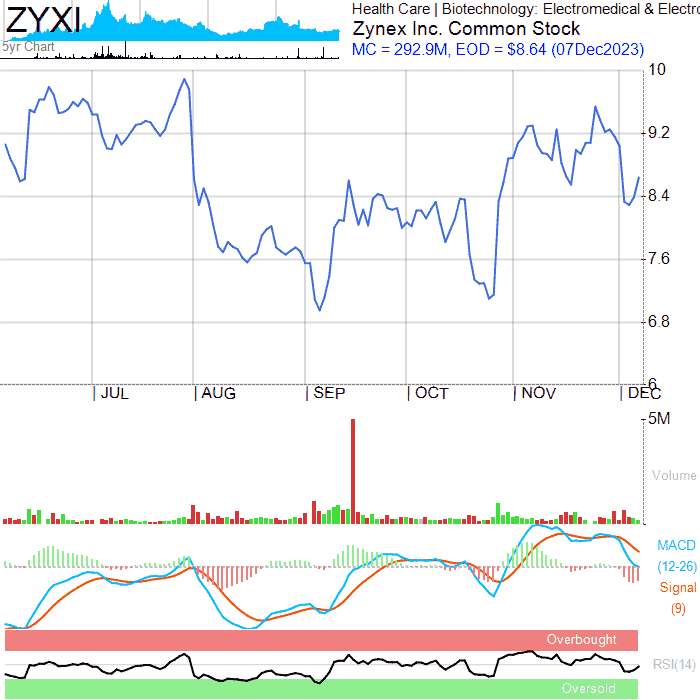 ZYXI
5yr Chart
Health Care | Biotechnology: Electromedical & Electro
Zynex Inc. Common Stock
MC = 292.9M, EOD = $8.64 (07Dec2023)
10
9.2
8.4
7.6
6.8
6
JUL
AUG
SEP
OCT
NOV
DEC
5M
Volume
MACD
(12-26)
Signal
(9)
Overbought
RSI(14)
Oversold